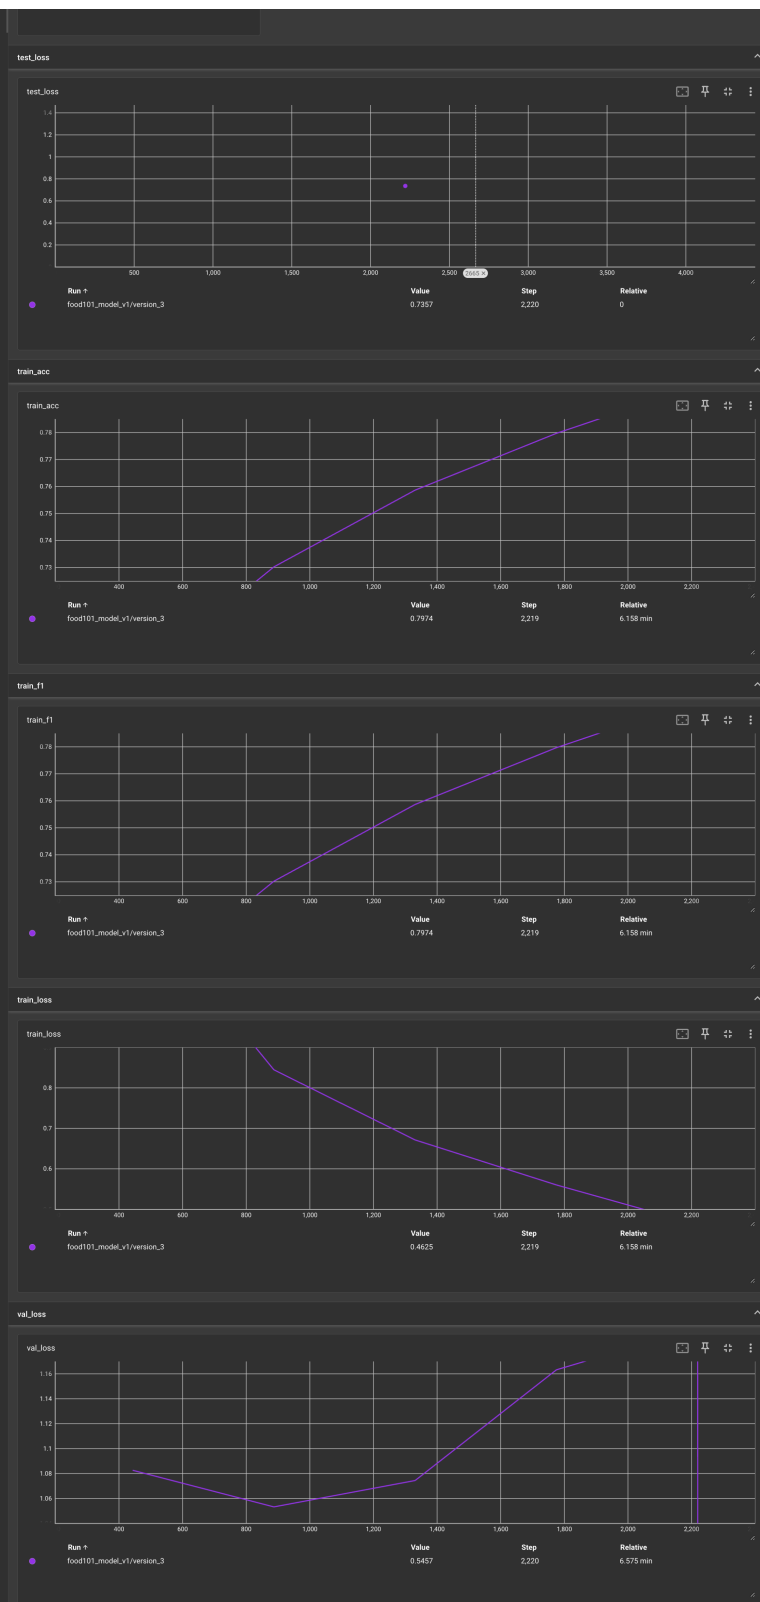 test_loss
test_loss
1.4
1.2
1
0.8
0.6
0.4
0.2
500 1,000 1,500 2,000 2,500 2665 × 3,000 3,500 4,000
Run ↑ Value Step Relative
food101_model_v1/version_3 0.7357 2,220 0
train_acc
train_acc
0.78
0.77
0.76
0.75
0.74
0.73
400 600 800 1,000 1,200 1,400 1,600 1,800 2,000 2,200
Run ↑ Value Step Relative
food101_model_v1/version_3 0.7974 2,219 6.158 min
train_f1
train_f1
0.78
0.77
0.76
0.75
0.74
0.73
400 600 800 1,000 1,200 1,400 1,600 1,800 2,000 2,200
Run ↑ Value Step Relative
food101_model_v1/version_3 0.7974 2,219 6.158 min
train_loss
train_loss
0.8
0.7
0.6
400 600 800 1,000 1,200 1,400 1,600 1,800 2,000 2,200
Run ↑ Value Step Relative
food101_model_v1/version_3 0.4625 2,219 6.158 min
val_loss
val_loss
1.16
1.14
1.12
1.1
1.08
1.06
400 600 800 1,000 1,200 1,400 1,600 1,800 2,000 2,200
Run ↑ Value Step Relative
food101_model_v1/version_3 0.5457 2,220 6.575 min